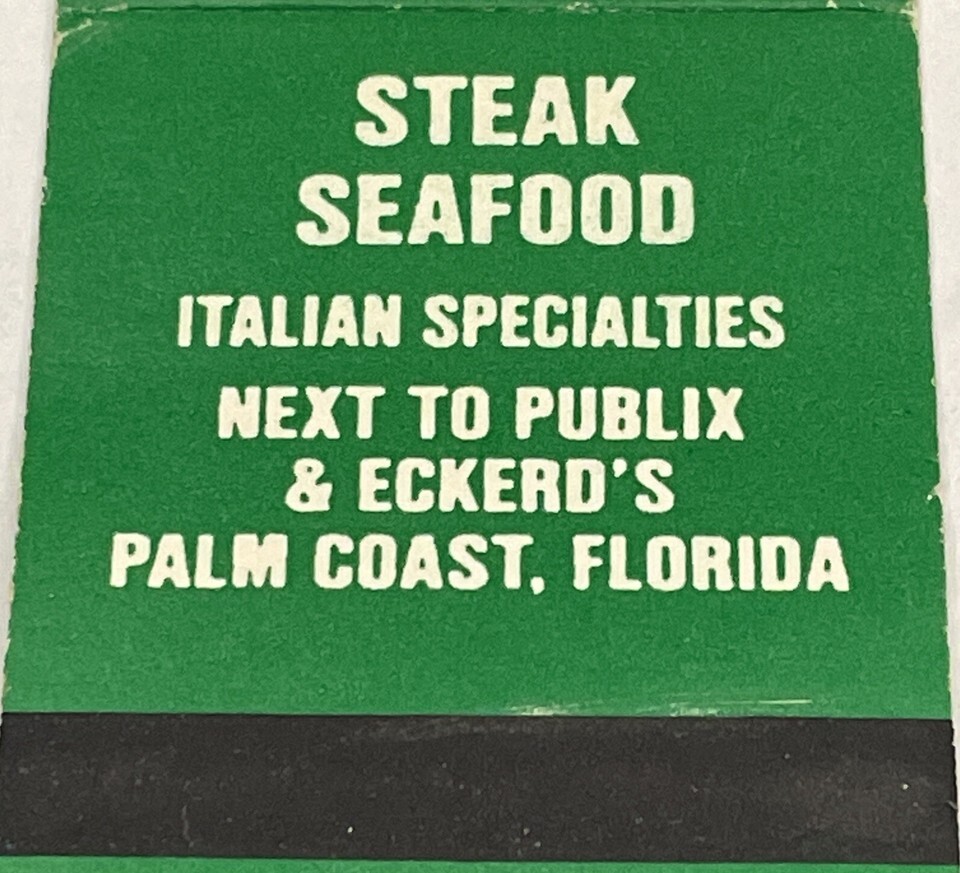 STEAK
SEAFOOD
ITALIAN SPECIALTIES
NEXT TO PUBLIX
& ECKERD'S
PALM COAST, FLORIDA